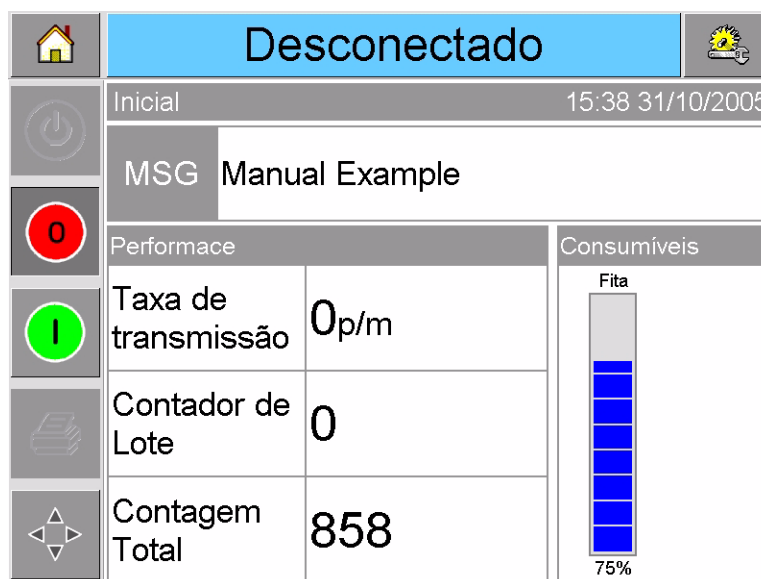 Desconectado
Inicial 15:38 31/10/2005
MSG Manual Example
0
Performace
Consumíveis
Fita
Taxa de
transmissão
0p/m
I
Contador de
Lote
0
Contagem
Total
858
75%